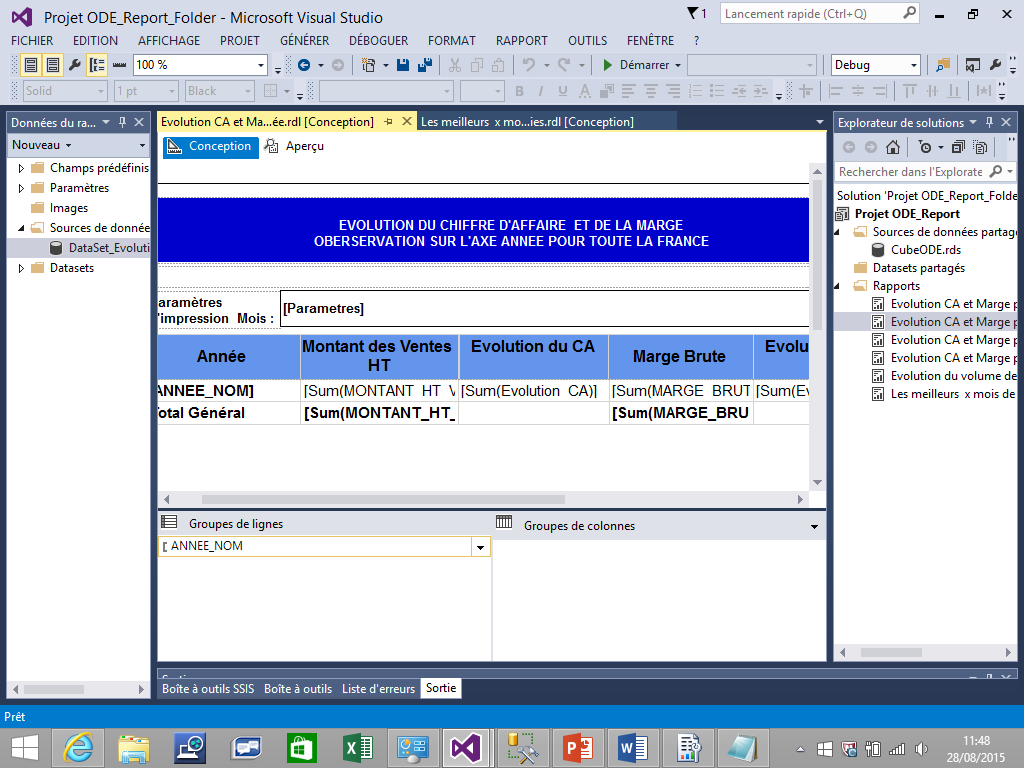 Projet ODE_Report_Folder - Microsoft Visual Studio
1
Lancement rapide (Ctrl+Q)
FICHIER EDITION AFFICHAGE PROJET GÉNÉRER DÉBOGUER FORMAT RAPPORT OUTILS FENÊTRE ?
100 % Démarrer Debug
Solid 1 pt Black B I U A
Données du ra...
Nouveau
Champs prédéfinis
Paramètres
Images
Sources de donnée
DataSet_Evoluti
Datasets
Evolution CA et Ma...ée.rdl [Conception] Les meilleurs x mo...ies.rdl [Conception]
Conception Aperçu
EVOLUTION DU CHIFFRE D'AFFAIRE ET DE LA MARGE
OBERSERVATION SUR L'AXE ANNEE POUR TOUTE LA FRANCE
aramètres
'impression Mois :
[Parametres]
Année Montant des Ventes HT Evolution du CA Marge Brute Evolu
ANNEE_NOM] [Sum(MONTANT_HT_V [Sum(Evolution_CA)] [Sum(MARGE_BRUT [Sum(Ev
otal Général [Sum(MONTANT_HT_ [Sum(MARGE_BRU
Groupes de lignes Groupes de colonnes
[ ANNEE_NOM
Explorateur de solutions
Rechercher dans l'Explorate
Solution 'Projet ODE_Report_Folde
Projet ODE_Report
Sources de données partag
CubeODE.rds
Datasets partagés
Rapports
Evolution CA et Marge p
Evolution CA et Marge p
Evolution CA et Marge p
Evolution CA et Marge p
Evolution du volume de
Les meilleurs x mois de
Boîte à outils SSIS Boîte à outils Liste d'erreurs Sortie
Prêt
11:48
28/08/2015